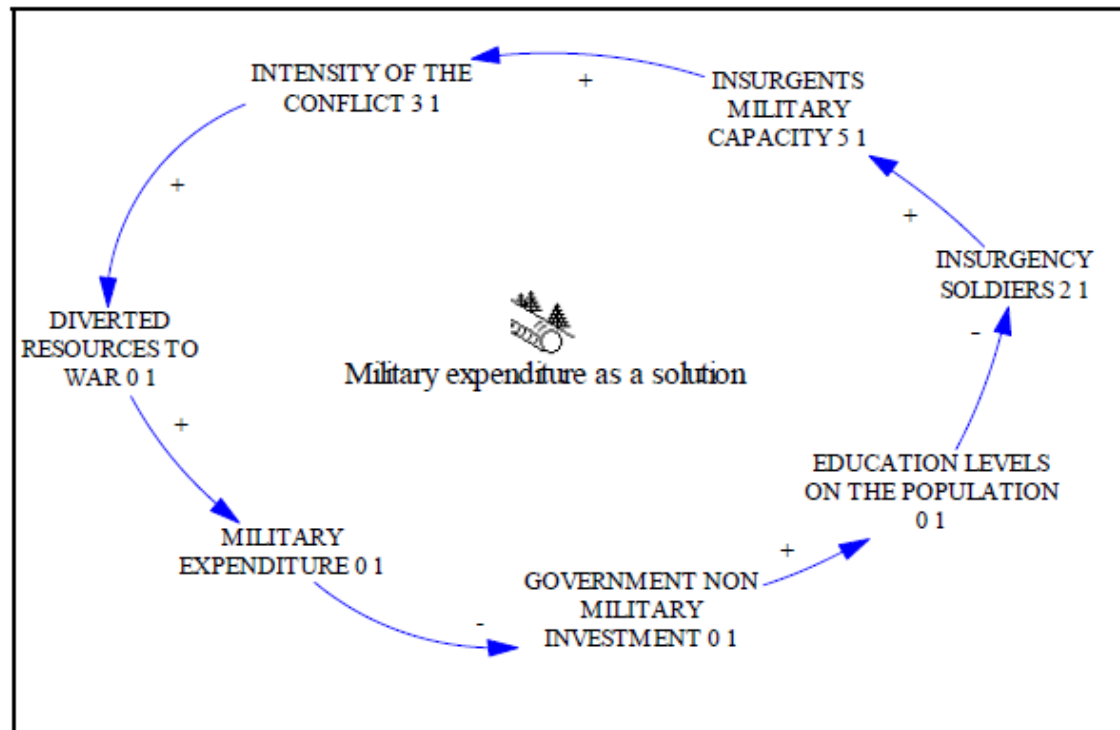 INTENSITY OF THE
CONFLICT 3 1
+
INSURGENTS
MILITARY
CAPACITY 5 1
+
+
INSURGENCY
SOLDIERS 2 1
DIVERTED
RESOURCES TO
WAR 0 1
-
Military expenditure as a solution
+
EDUCATION LEVELS
ON THE POPULATION
0 1
MILITARY
EXPENDITURE 0 1
+
GOVERNMENT NON
MILITARY
INVESTMENT 0 1
-